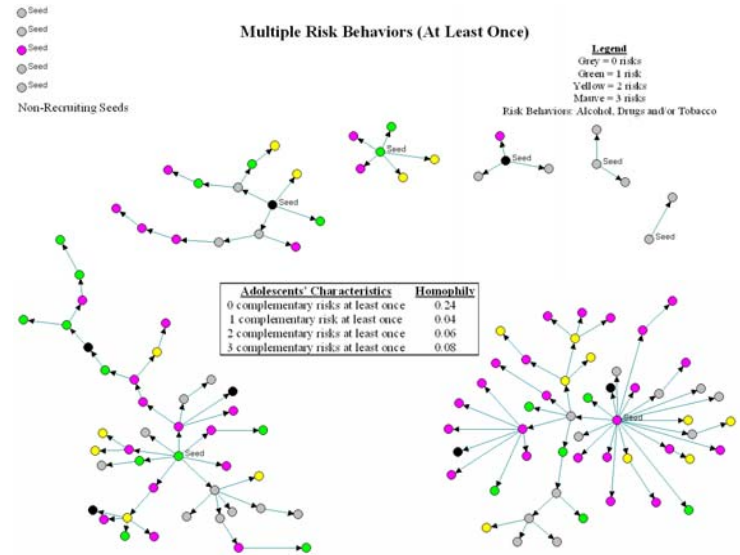 Seed
Seed
Seed
Seed
Seed
Non-Recruiting Seeds
Multiple Risk Behaviors (At Least Once)
Legend
Grey = 0 risks
Green = 1 risk
Yellow = 2 risks
Mauve = 3 risks
Risk Behaviors: Alcohol, Drugs and/or Tobacco
Seed
Seed
Seed
Seed
Seed
Adolescents' Characteristics Homophily
0 complementary risks at least once 0.24
1 complementary risk at least once 0.04
2 complementary risks at least once 0.06
3 complementary risks at least once 0.08
Seed
Seed